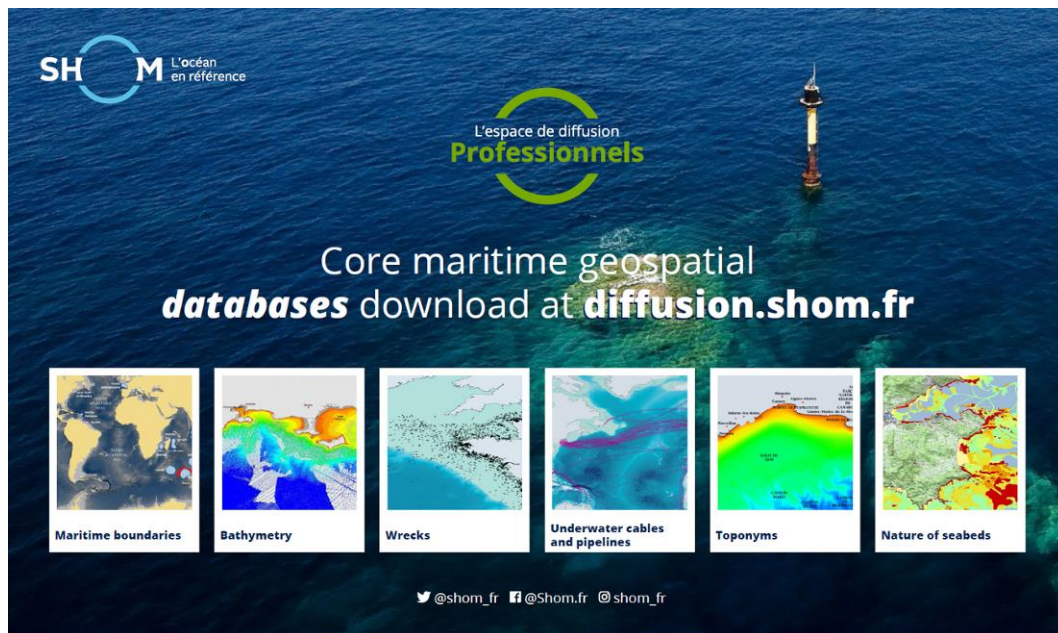 SHOM L'océan
en référence
L'espace de diffusion
Professionnels
Core maritime geospatial
databases download at diffusion.shom.fr
Maritime boundaries
Bathymetry
Wrecks
Underwater cables
and pipelines
Toponyms
Nature of seabeds
@shom_fr @Shom.fr shom_fr